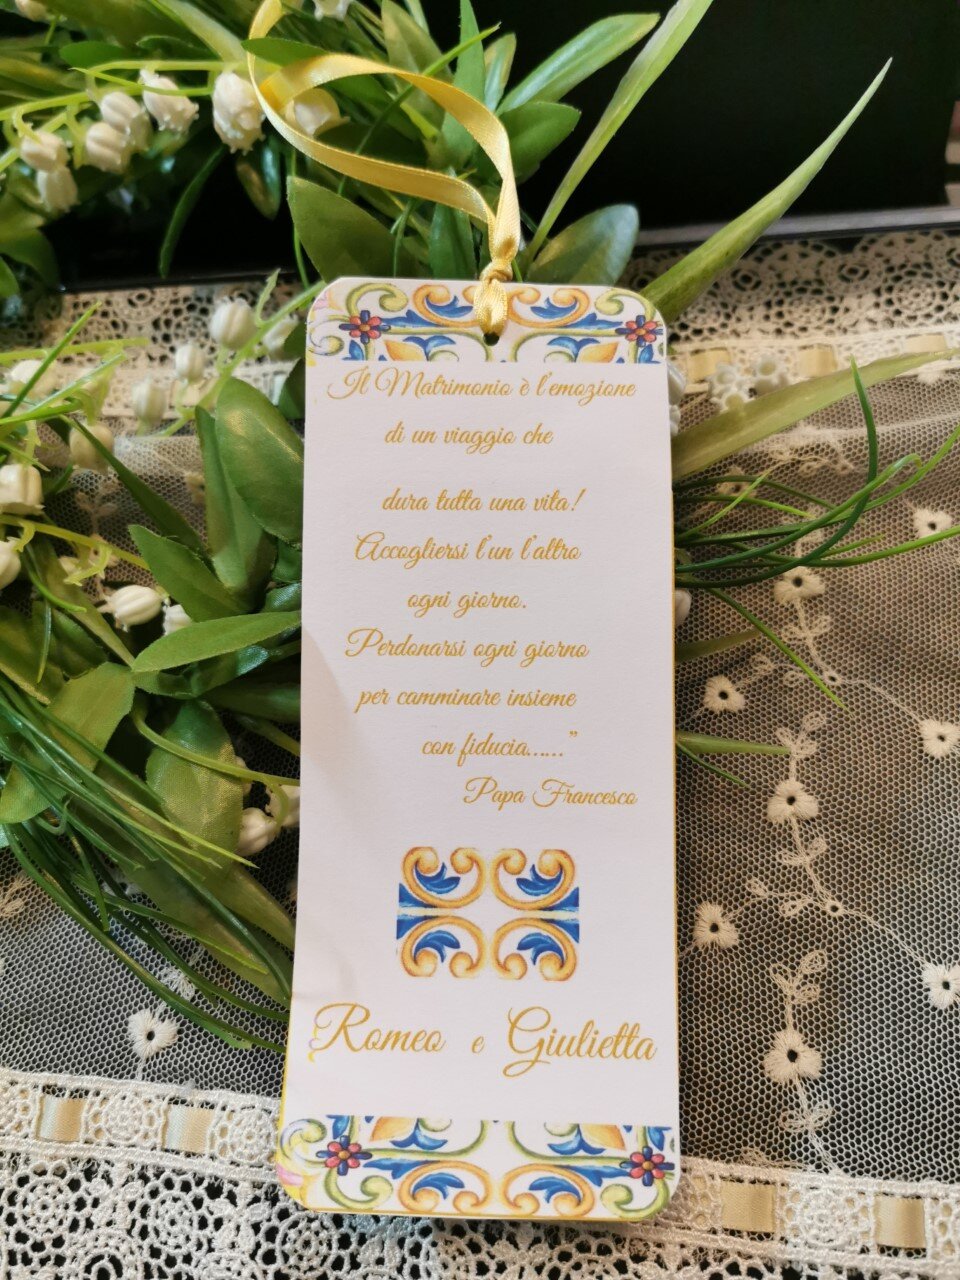 Il Matrimonio è l'emozione
di un viaggio che
dura tutta una vita!
Accogliersi l'un l'altro
ogni giorno.
Perdonarsi ogni giorno
per camminare insieme
con fiducia......"
Papa Francesco
Romeo e Giulietta